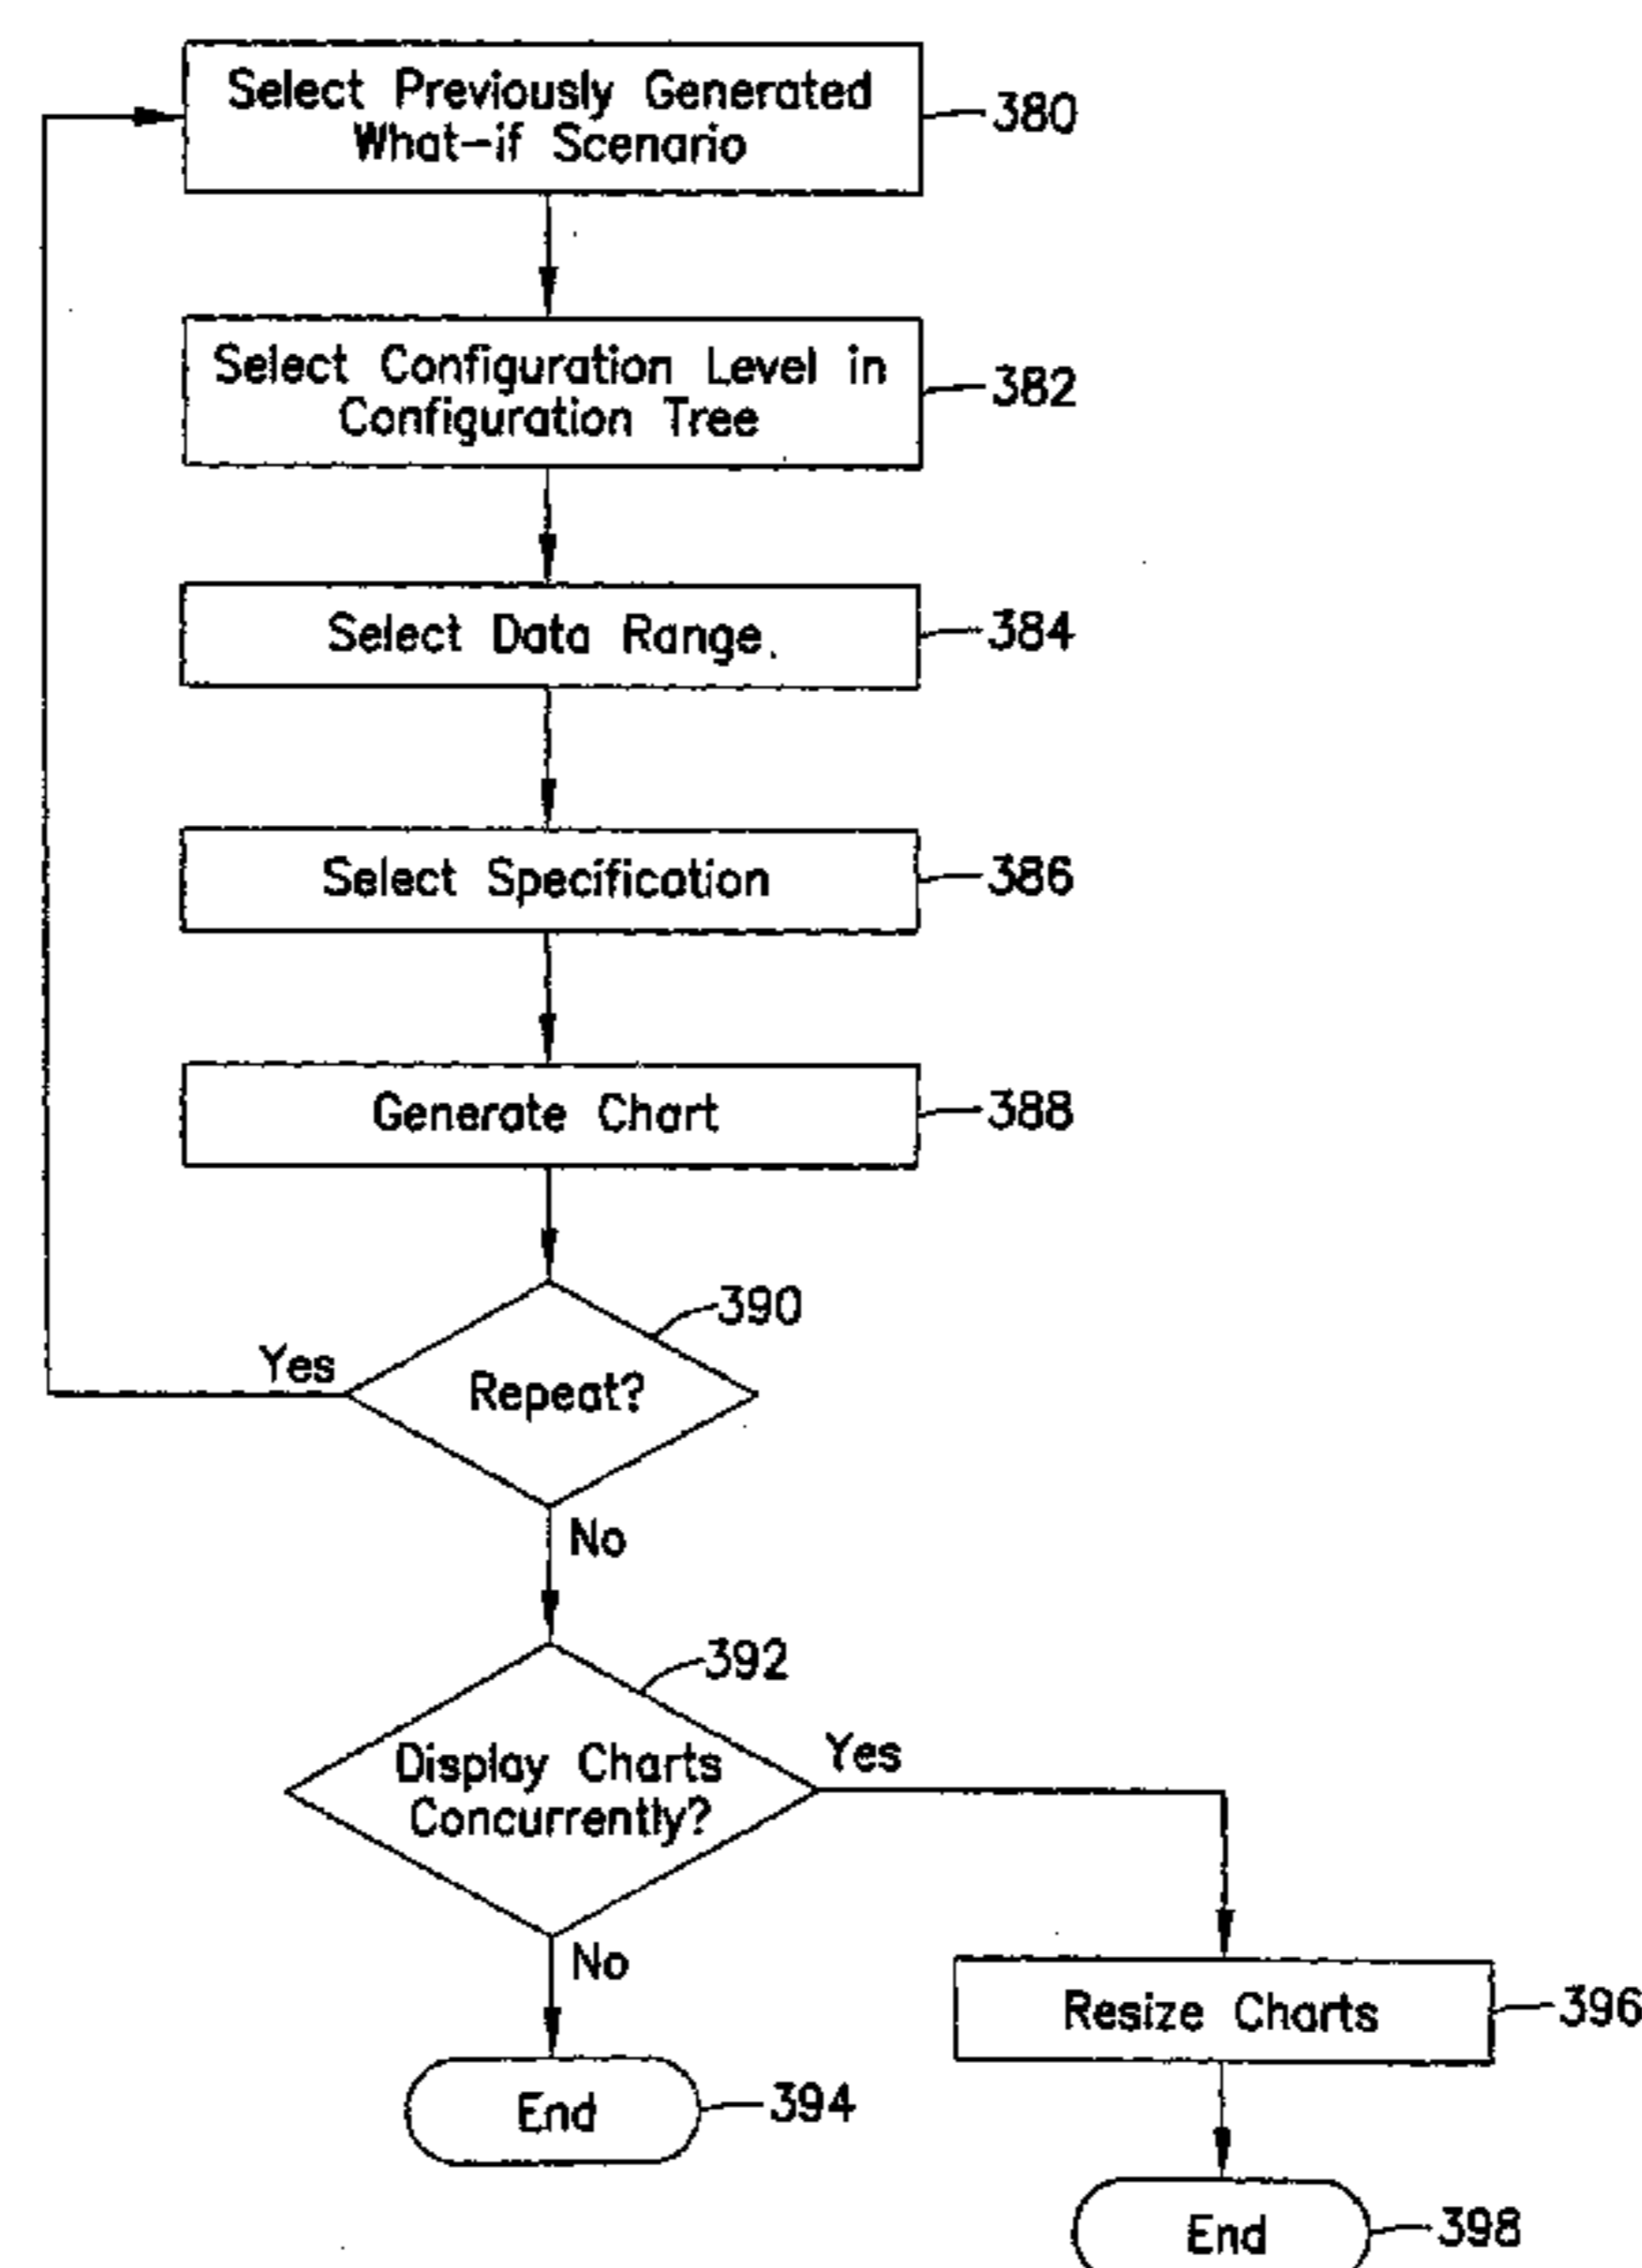 Select Previously Generated
What-if Scenario
380
Select Configuration Level in
Configuration Tree
382
Select Data Range
384
Select Specification
386
Generate Chart
388
390
Repeat?
Yes
No
392
Display Charts
Concurrently?
Yes
No
Resize Charts
396
End
394
End
398